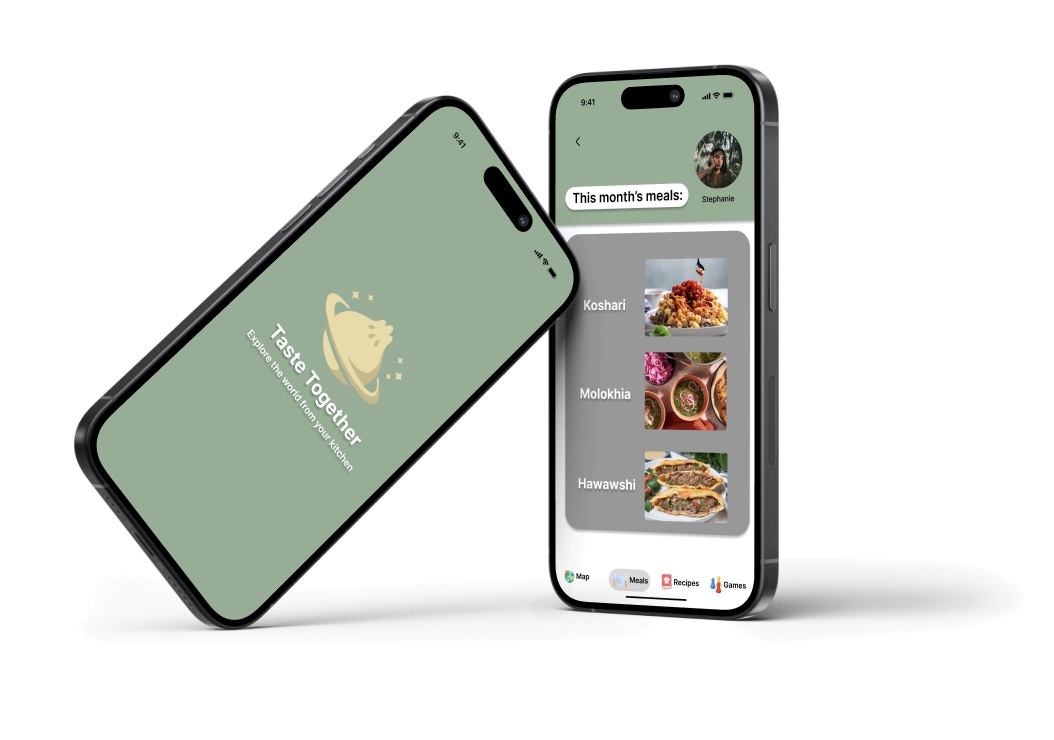 9:41
Taste Together
Explore the world from your kitchen
9:41
This month's meals:
Stephanie
Koshari
Molokhia
Hawawshi
Map
Meals
Recipes
Games